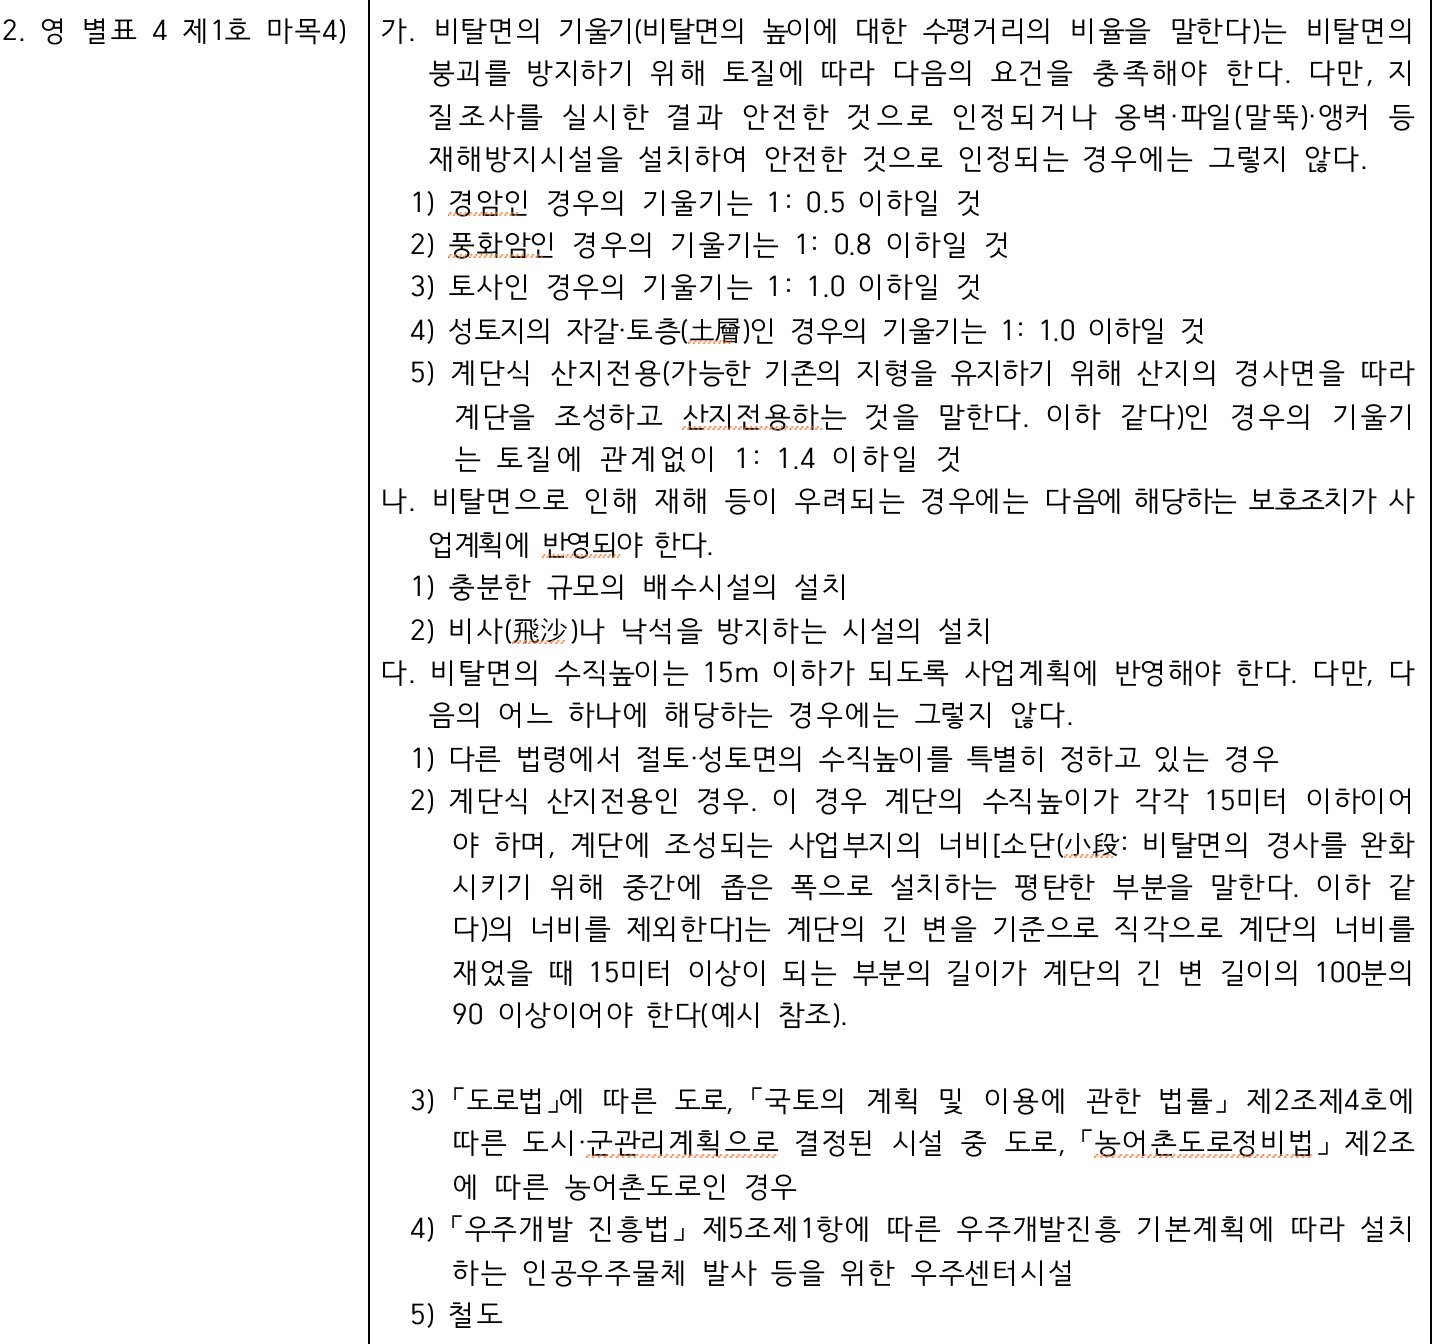 2. 영 별표 4 제1호 마목4)
가. 비탈면의 기울기(비탈면의 높이에 대한 수평거리의 비율을 말한다)는 비탈면의
붕괴를 방지하기 위해 토질에 따라 다음의 요건을 충족해야 한다. 다만, 지
질조사를 실시한 결과 안전한 것으로 인정되거나 옹벽·파일(말뚝)·앵커 등
재해방지시설을 설치하여 안전한 것으로 인정되는 경우에는 그렇지 않다.
1) 경암인 경우의 기울기는 1: 0.5 이하일 것
2) 풍화암인 경우의 기울기는 1: 0.8 이하일 것
3) 토사인 경우의 기울기는 1: 1.0 이하일 것
4) 성토지의 자갈·토층(土層)인 경우의 기울기는 1: 1.0 이하일 것
5) 계단식 산지전용(가능한 기존의 지형을 유지하기 위해 산지의 경사면을 따라
계단을 조성하고 산지전용하는 것을 말한다. 이하 같다)인 경우의 기울기
는 토질에 관계없이 1: 1.4 이하일 것
나. 비탈면으로 인해 재해 등이 우려되는 경우에는 다음에 해당하는 보호조치가 사
업계획에 반영되야 한다.
1) 충분한 규모의 배수시설의 설치
2) 비사(飛沙)나 낙석을 방지하는 시설의 설치
다. 비탈면의 수직높이는 15m 이하가 되도록 사업계획에 반영해야 한다. 다만, 다
음의 어느 하나에 해당하는 경우에는 그렇지 않다.
1) 다른 법령에서 절토·성토면의 수직높이를 특별히 정하고 있는 경우
2) 계단식 산지전용인 경우. 이 경우 계단의 수직높이가 각각 15미터 이하이어
야 하며, 계단에 조성되는 사업부지의 너비[소단(小段: 비탈면의 경사를 완화
시키기 위해 중간에 좁은 폭으로 설치하는 평탄한 부분을 말한다. 이하 같
다)의 너비를 제외한다]는 계단의 긴 변을 기준으로 직각으로 계단의 너비를
재었을 때 15미터 이상이 되는 부분의 길이가 계단의 긴 변 길이의 100분의
90 이상이어야 한다(예시 참조).
3) 「도로법」에 따른 도로, 「국토의 계획 및 이용에 관한 법률」 제2조제4호에
따른 도시·군관리계획으로 결정된 시설 중 도로, 「농어촌도로정비법」 제2조
에 따른 농어촌도로인 경우
4) 「우주개발 진흥법」 제5조제1항에 따른 우주개발진흥 기본계획에 따라 설치
하는 인공우주물체 발사 등을 위한 우주센터시설
5) 철도